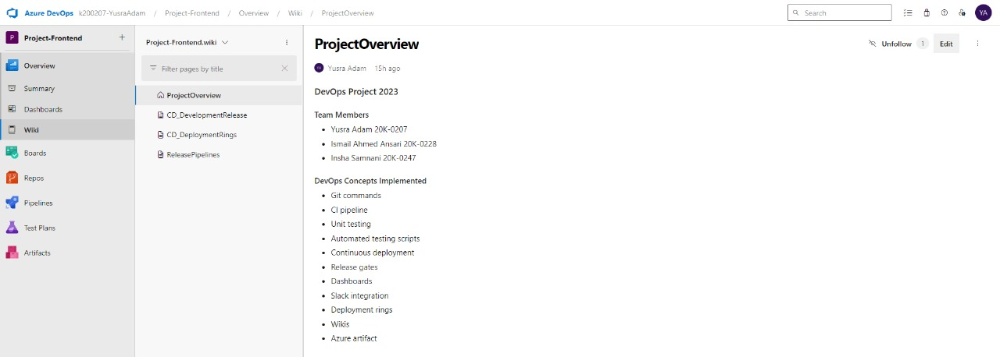 Azure DevOps k200207-YusraAdam / Project-Frontend / Overview / Wiki / ProjectOverview
Search
YA
P Project-Frontend +
Overview
Summary
Dashboards
Wiki
Boards
Repos
Pipelines
Test Plans
Artifacts
Project-Frontend.wiki
Filter pages by title
ProjectOverview
CD_DevelopmentRelease
CD_DeploymentRings
ReleasePipelines
ProjectOverview
Unfollow 1 Edit
YA Yusra Adam 15h ago
DevOps Project 2023
Team Members
• Yusra Adam 20K-0207
• Ismail Ahmed Ansari 20K-0228
• Insha Samnani 20K-0247
DevOps Concepts Implemented
• Git commands
• CI pipeline
• Unit testing
• Automated testing scripts
• Continuous deployment
• Release gates
• Dashboards
• Slack integration
• Deployment rings
• Wikis
• Azure artifact